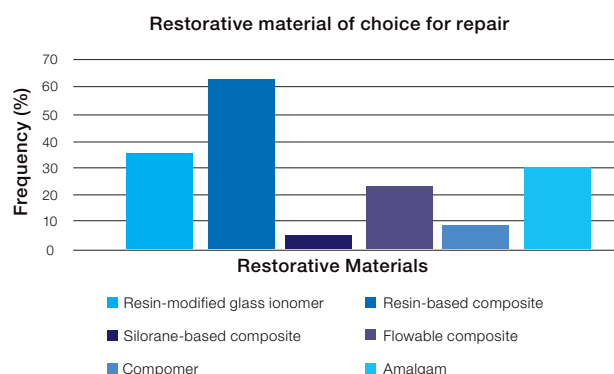 Restorative material of choice for repair
Frequency (%)
70
60
50
40
30
20
10
0
Restorative Materials
Resin-modified glass ionomer Resin-based composite
Silorane-based composite Flowable composite
Compomer Amalgam